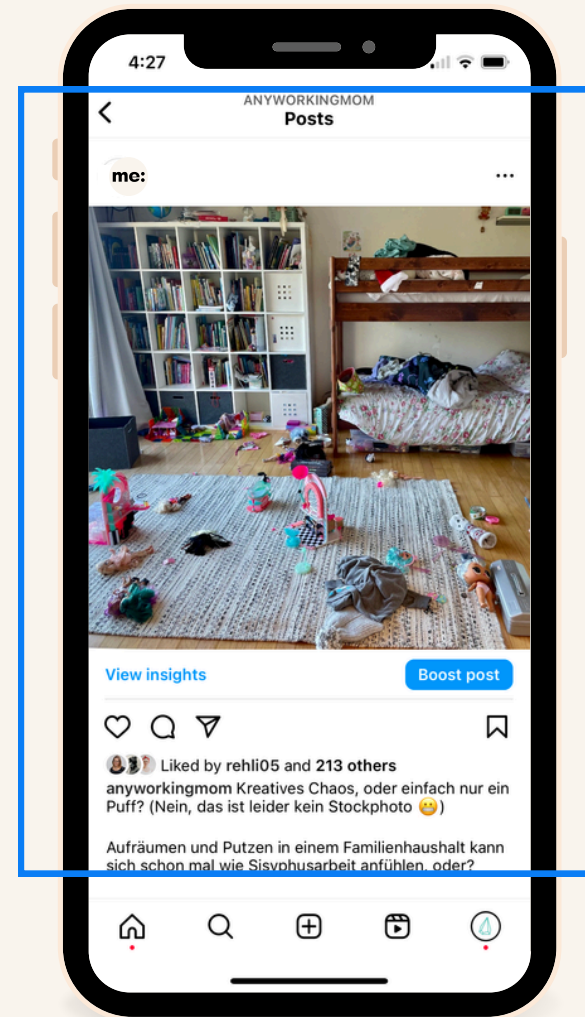 4:27
ANYWORKINGMOM
Posts
me:
View insights
Boost post
Liked by rehli05 and 213 others
anyworkingmom Kreatives Chaos, oder einfach nur ein
Puff? (Nein, das ist leider kein Stockphoto 😬)
Aufräumen und Putzen in einem Familienhaushalt kann
sich schon mal wie Sisyphusarbeit anfühlen, oder?